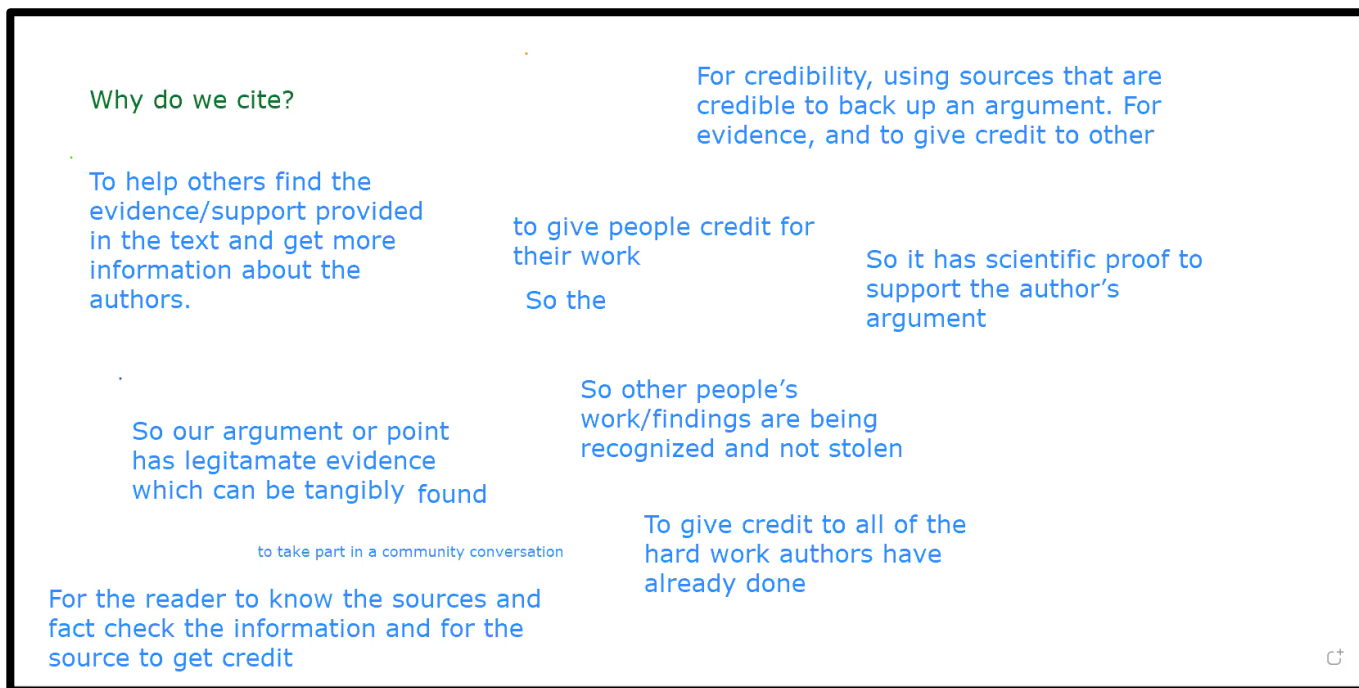 Why do we cite?
For credibility, using sources that are
credible to back up an argument. For
evidence, and to give credit to other
To help others find the
evidence/support provided
in the text and get more
information about the
authors.
to give people credit for
their work
So the
So it has scientific proof to
support the author’s
argument
So other people’s
work/findings are being
recognized and not stolen
So our argument or point
has legitamate evidence
which can be tangibly found
to take part in a community conversation
To give credit to all of the
hard work authors have
already done
For the reader to know the sources and
fact check the information and for the
source to get credit